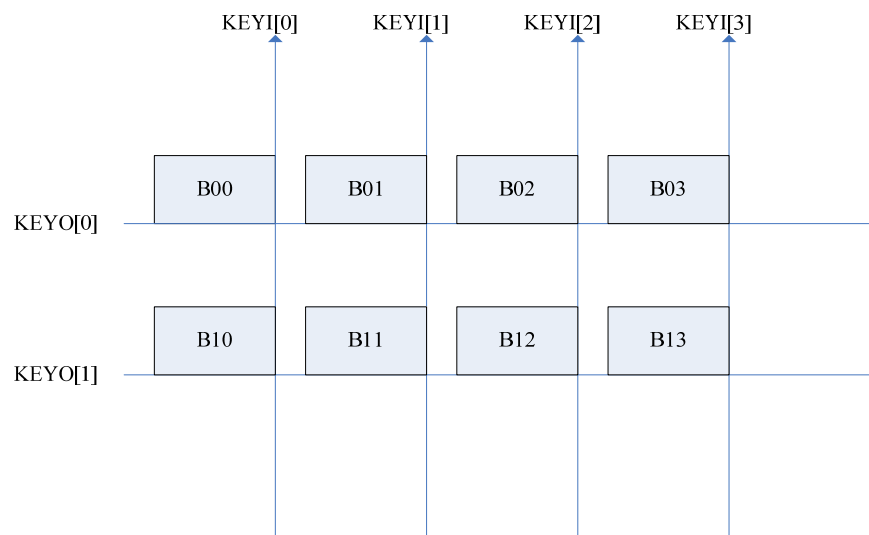 KEYI[0] KEYI[1] KEYI[2] KEYI[3]
B00 B01 B02 B03
KEYO[0]
B10 B11 B12 B13
KEYO[1]